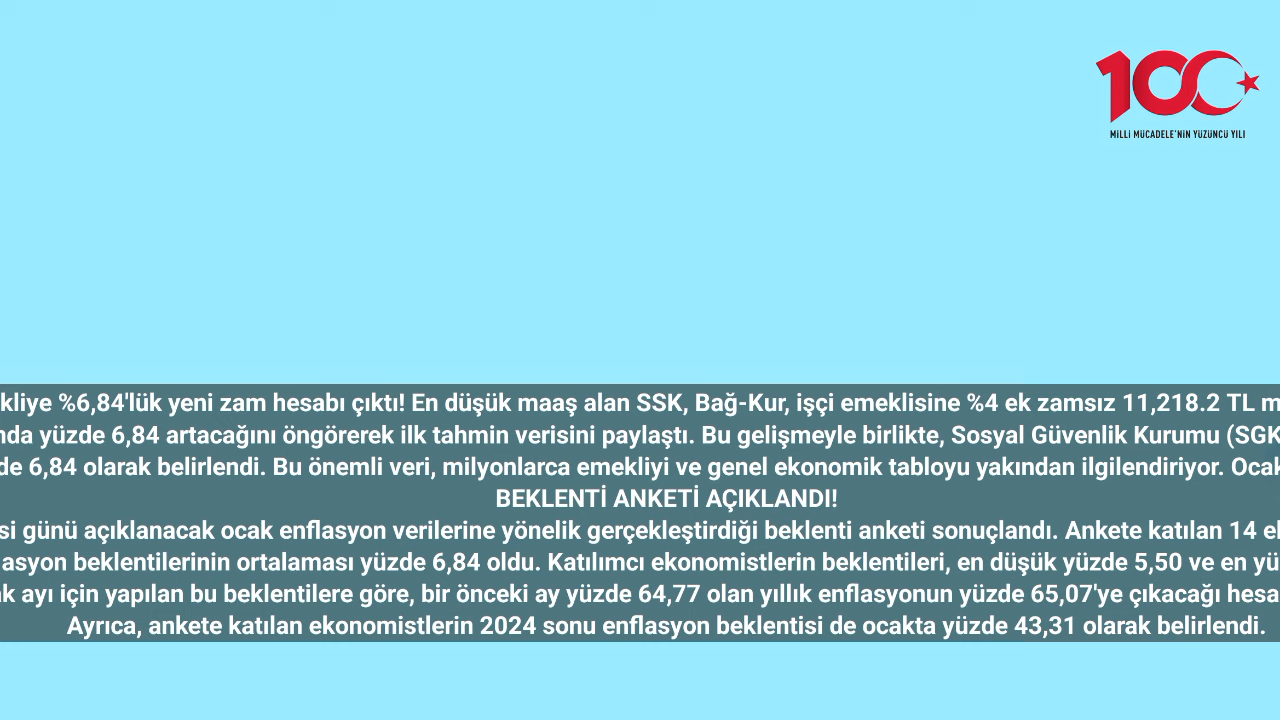 100
MİLLİ MÜCADELE'NİN YÜZÜNCÜ YILI
kliye %6,84'lük yeni zam hesabı çıktı! En düşük maaş alan SSK, Bağ-Kur, işçi emeklisine %4 ek zamsız 11,218.2 TL m
nda yüzde 6,84 artacağını öngörerek ilk tahmin verisini paylaştı. Bu gelişmeyle birlikte, Sosyal Güvenlik Kurumu (SGK
de 6,84 olarak belirlendi. Bu önemli veri, milyonlarca emekliyi ve genel ekonomik tabloyu yakından ilgilendiriyor. Ocak
BEKLENTİ ANKETİ AÇIKLANDI!
si günü açıklanacak ocak enflasyon verilerine yönelik gerçekleştirdiği beklenti anketi sonuçlandı. Ankete katılan 14 el
lasyon beklentilerinin ortalaması yüzde 6,84 oldu. Katılımcı ekonomistlerin beklentileri, en düşük yüzde 5,50 ve en yü
ak ayı için yapılan bu beklentilere göre, bir önceki ay yüzde 64,77 olan yıllık enflasyonun yüzde 65,07'ye çıkacağı hesa
Ayrıca, ankete katılan ekonomistlerin 2024 sonu enflasyon beklentisi de ocakta yüzde 43,31 olarak belirlendi.